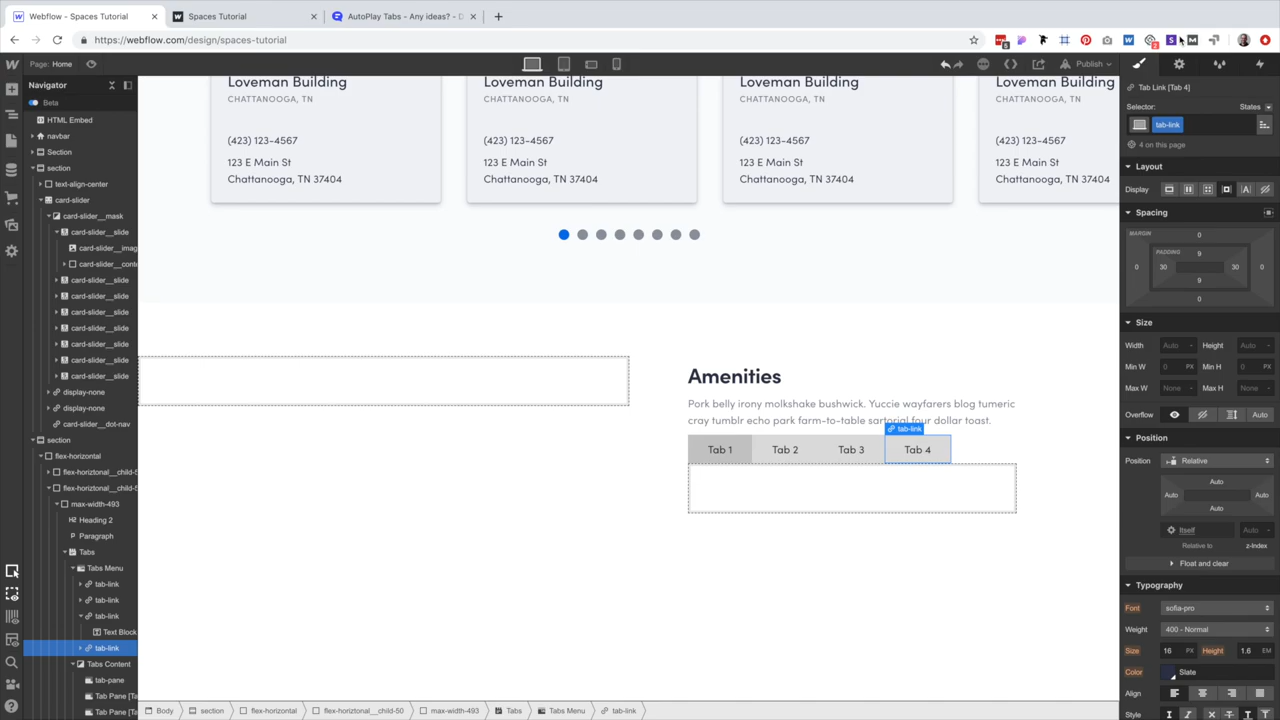 Webflow - Spaces Tutorial
Spaces Tutorial
AutoPlay Tabs - Any ideas? - D
https://webflow.com/design/spaces-tutorial
Page: Home
Publish
Navigator
Beta
HTML Embed
navbar
Section
section
text-align-center
card-slider
card-slider__mask
card-slider__slide
card-slider__imag
card-slider__conte
card-slider__slide
card-slider__slide
card-slider__slide
card-slider__slide
card-slider__slide
card-slider__slide
card-slider__slide
display-none
display-none
card-slider__dot-nav
section
flex-horizontal
flex-horiztonal__child-5
flex-horiztonal__child-5
max-width-493
H2 Heading 2
Paragraph
Tabs
Tabs Menu
tab-link
tab-link
tab-link
Text Block
tab-link
Tabs Content
tab-pane
Tab Pane [Ta
Tab Pane [Ta
Loveman Building
CHATTANOOGA, TN
(423) 123-4567
123 E Main St
Chattanooga, TN 37404
Loveman Building
CHATTANOOGA, TN
(423) 123-4567
123 E Main St
Chattanooga, TN 37404
Loveman Building
CHATTANOOGA, TN
(423) 123-4567
123 E Main St
Chattanooga, TN 37404
Loveman Building
CHATTANOOGA, TN
(423) 123-4567
123 E Main St
Chattanooga, TN 37404
Amenities
Pork belly irony molkshake bushwick. Yuccie wayfarers blog tumeric
cray tumblr echo park farm-to-table sartorial four dollar toast.
tab-link
Tab 1 Tab 2 Tab 3 Tab 4
Body section flex-horizontal flex-horiztonal__child-50 max-width-493 Tabs Tabs Menu tab-link
Tab Link [Tab 4]
Selector: States
tab-link
4 on this page
Layout
Display
Spacing
MARGIN 0
PADDING 9
0 30 30 0
9
0
Size
Width Auto - Height Auto -
Min W 0 PX Min H 0 PX
Max W None - Max H None -
Overflow Auto
Position
Position Relative
Auto
Auto Auto
Auto
Itself Auto
Relative to z-Index
Float and clear
Typography
Font sofia-pro
Weight 400 - Normal
Size 16 PX Height 1.6 EM
Color Slate
Align
Style